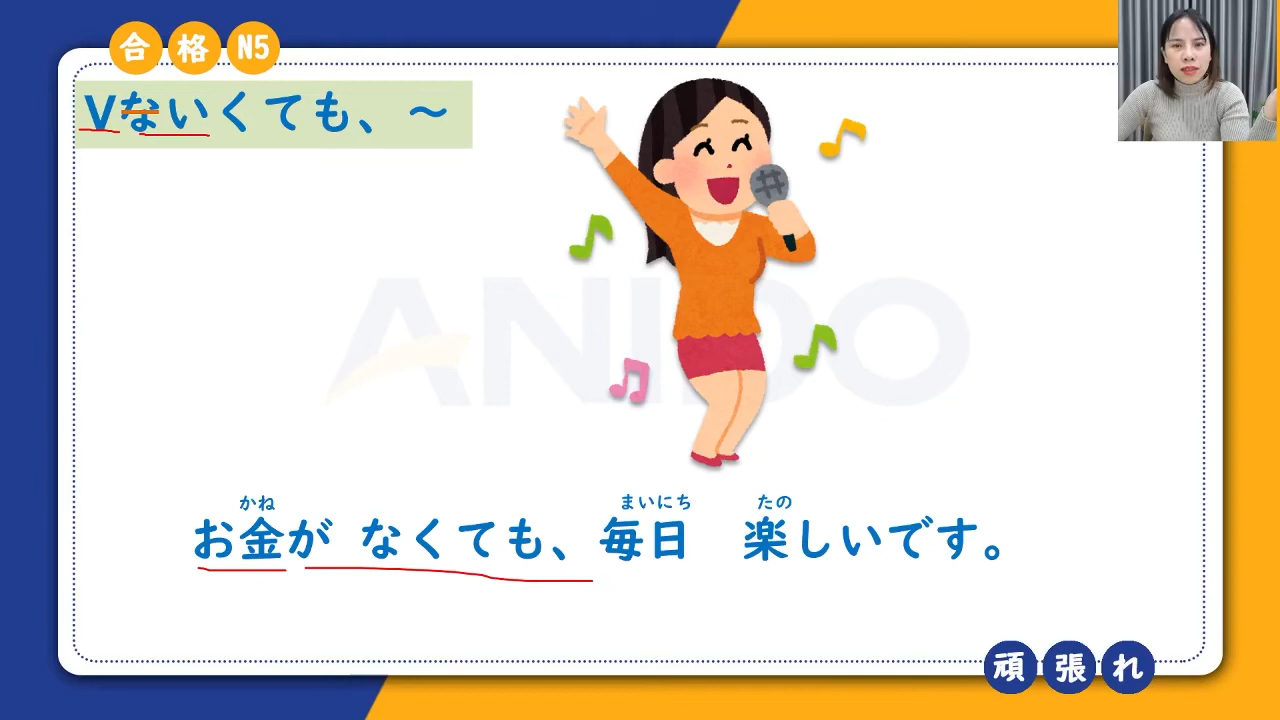 合格N5
Vないくても、～
ANIDO
お金が なくても、毎日 楽しいです。
かね まいにち たの
頑張れ